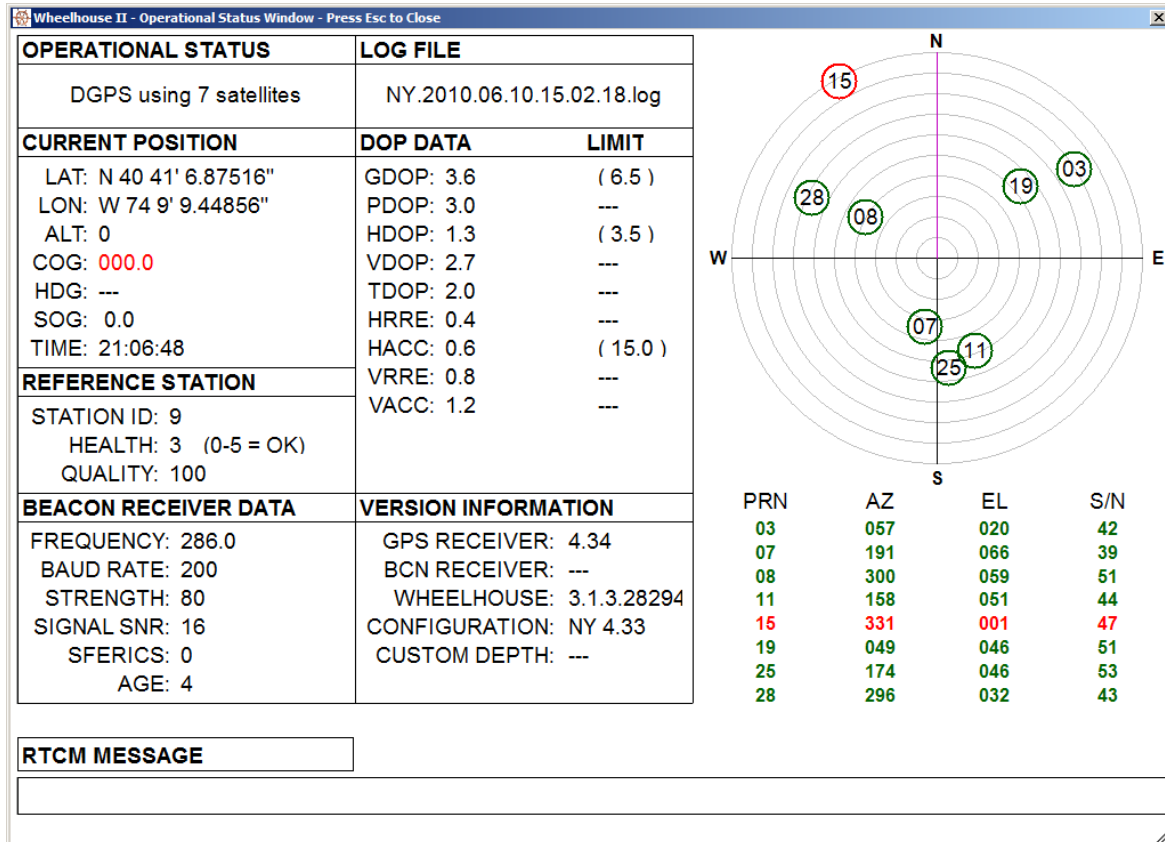 Wheelhouse II - Operational Status Window - Press Esc to Close
OPERATIONAL STATUS
DGPS using 7 satellites
LOG FILE
NY.2010.06.10.15.02.18.log
CURRENT POSITION
LAT: N 40 41' 6.87516"
LON: W 74 9' 9.44856"
ALT: 0
COG: 000.0
HDG: ---
SOG: 0.0
TIME: 21:06:48
DOP DATA LIMIT
GDOP: 3.6 ( 6.5 )
PDOP: 3.0 ---
HDOP: 1.3 ( 3.5 )
VDOP: 2.7 ---
TDOP: 2.0 ---
HRRE: 0.4 ---
HACC: 0.6 ( 15.0 )
VRRE: 0.8 ---
VACC: 1.2 ---
REFERENCE STATION
STATION ID: 9
HEALTH: 3 (0-5 = OK)
QUALITY: 100
BEACON RECEIVER DATA
FREQUENCY: 286.0
BAUD RATE: 200
STRENGTH: 80
SIGNAL SNR: 16
SFERICS: 0
AGE: 4
VERSION INFORMATION
GPS RECEIVER: 4.34
BCN RECEIVER: ---
WHEELHOUSE: 3.1.3.28294
CONFIGURATION: NY 4.33
CUSTOM DEPTH: ---
N
15
03
19
28
08
W
E
07
11
25
S
PRN AZ EL S/N
03 057 020 42
07 191 066 39
08 300 059 51
11 158 051 44
15 331 001 47
19 049 046 51
25 174 046 53
28 296 032 43
RTCM MESSAGE